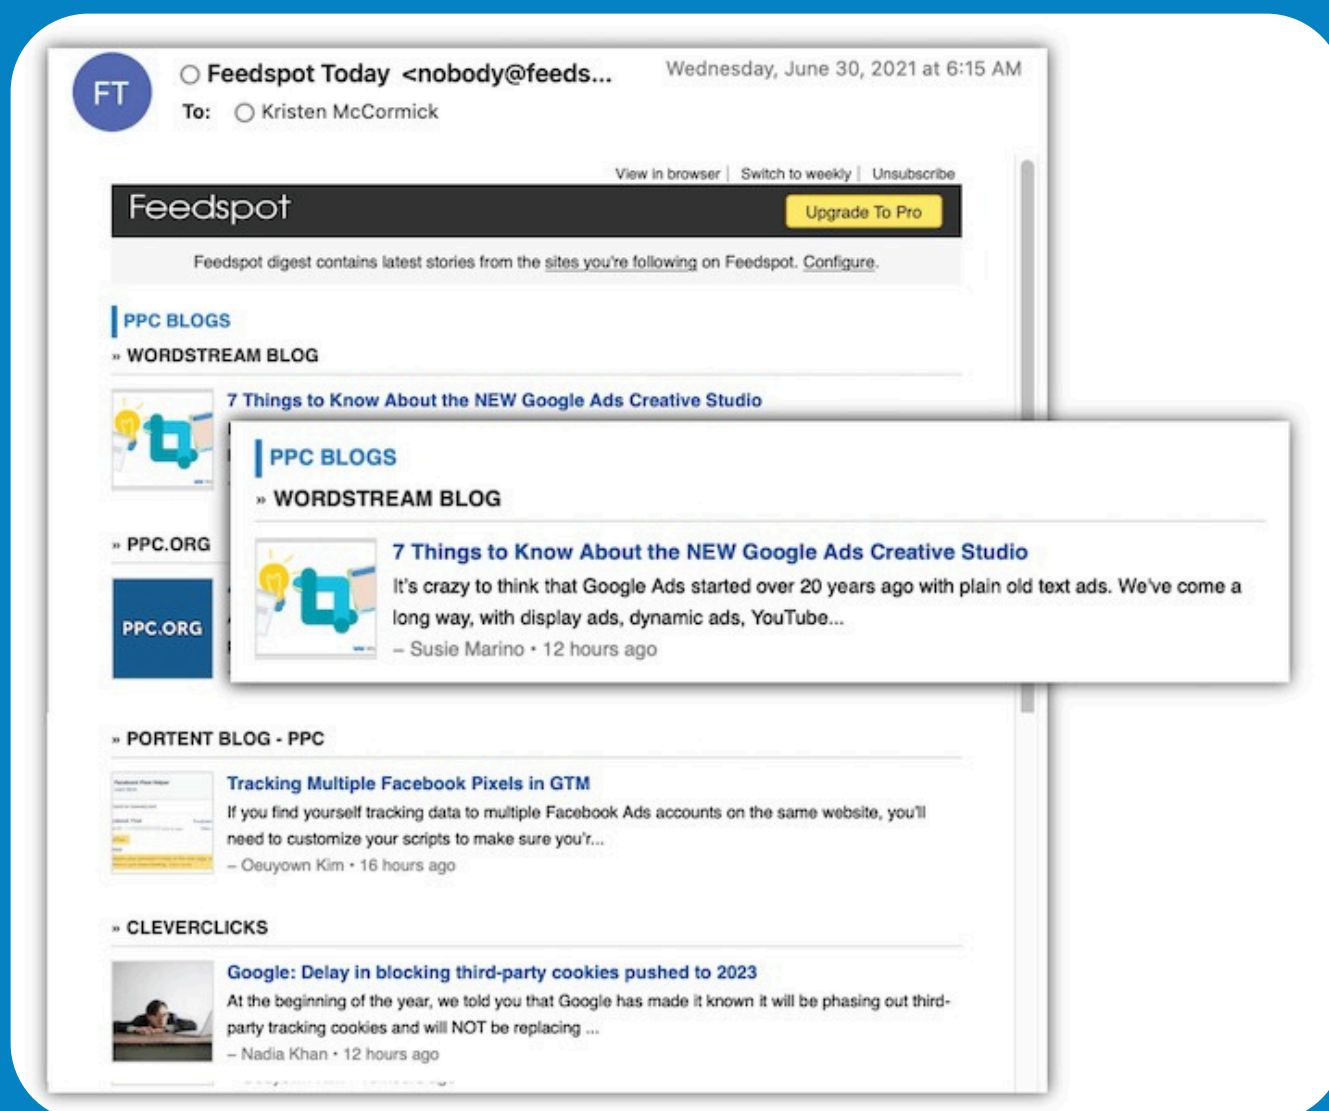 FT
Feedspot Today <nobody@feeds...
Wednesday, June 30, 2021 at 6:15 AM
To: Kristen McCormick
View in browser | Switch to weekly | Unsubscribe
Feedspot
Upgrade To Pro
Feedspot digest contains latest stories from the sites you're following on Feedspot. Configure.
PPC BLOGS
» WORDSTREAM BLOG
7 Things to Know About the NEW Google Ads Creative Studio
PPC BLOGS
» WORDSTREAM BLOG
7 Things to Know About the NEW Google Ads Creative Studio
It's crazy to think that Google Ads started over 20 years ago with plain old text ads. We've come a
long way, with display ads, dynamic ads, YouTube...
– Susie Marino • 12 hours ago
» PPC.ORG
PPC.ORG
» PORTENT BLOG - PPC
Tracking Multiple Facebook Pixels in GTM
If you find yourself tracking data to multiple Facebook Ads accounts on the same website, you'll
need to customize your scripts to make sure you'r...
– Oeuyown Kim • 16 hours ago
» CLEVERCLICKS
Google: Delay in blocking third-party cookies pushed to 2023
At the beginning of the year, we told you that Google has made it known it will be phasing out third-
party tracking cookies and will NOT be replacing ...
– Nadia Khan • 12 hours ago